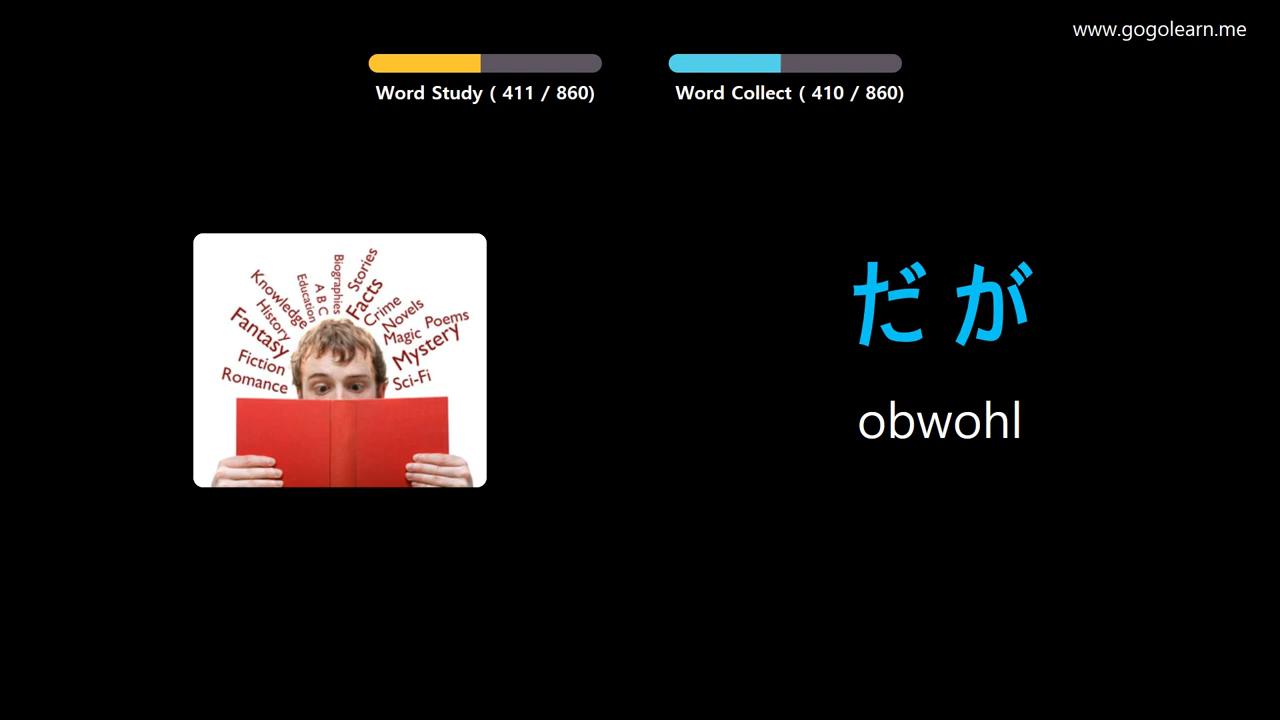 www.gogolearn.me
Word Study ( 411 / 860)
Word Collect ( 410 / 860)
Knowledge
History
Fantasy
Fiction
Romance
Education
A B C
Biographies
Stories
Facts
Crime
Novels
Magic
Poems
Mystery
Sci-Fi
だが
obwohl